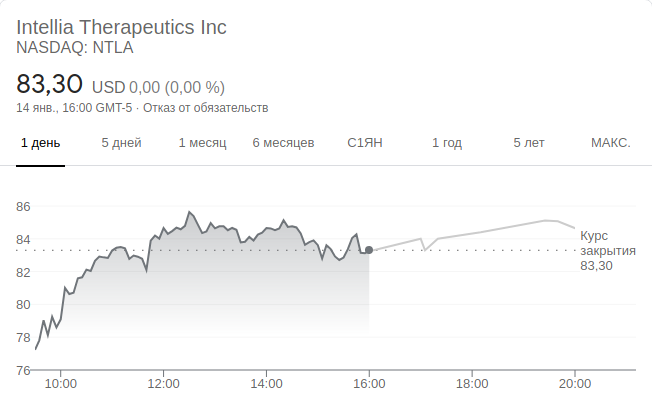 Intellia Therapeutics Inc
NASDAQ: NTLA
83,30 USD 0,00 (0,00 %)
14 янв., 16:00 GMT-5 · Отказ от обязательств
1 день 5 дней 1 месяц 6 месяцев С1ЯН 1 год 5 лет МАКС.
86
84
82
80
78
76
Курс
закрытия
83,30
10:00 12:00 14:00 16:00 18:00 20:00